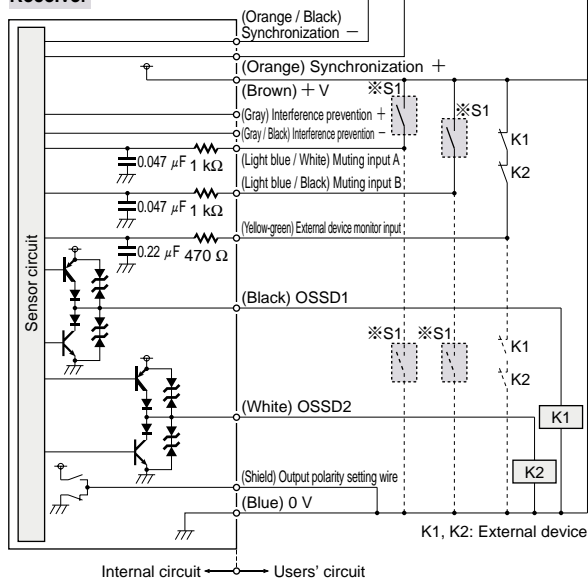 Receiver
(Orange / Black)
Synchronization −
(Orange) Synchronization +
(Brown) + V
※S1
※S1
(Gray) Interference prevention +
(Gray / Black) Interference prevention −
K1
0.047 μF 1 kΩ
(Light blue / White) Muting input A
K2
(Light blue / Black) Muting input B
0.047 μF 1 kΩ
(Yellow-green) External device monitor input
0.22 μF 470 Ω
Sensor circuit
(Black) OSSD1
※S1 ※S1
K1
K2
(White) OSSD2
K1
K2
(Shield) Output polarity setting wire
(Blue) 0 V
K1, K2: External device
Internal circuit
Users' circuit